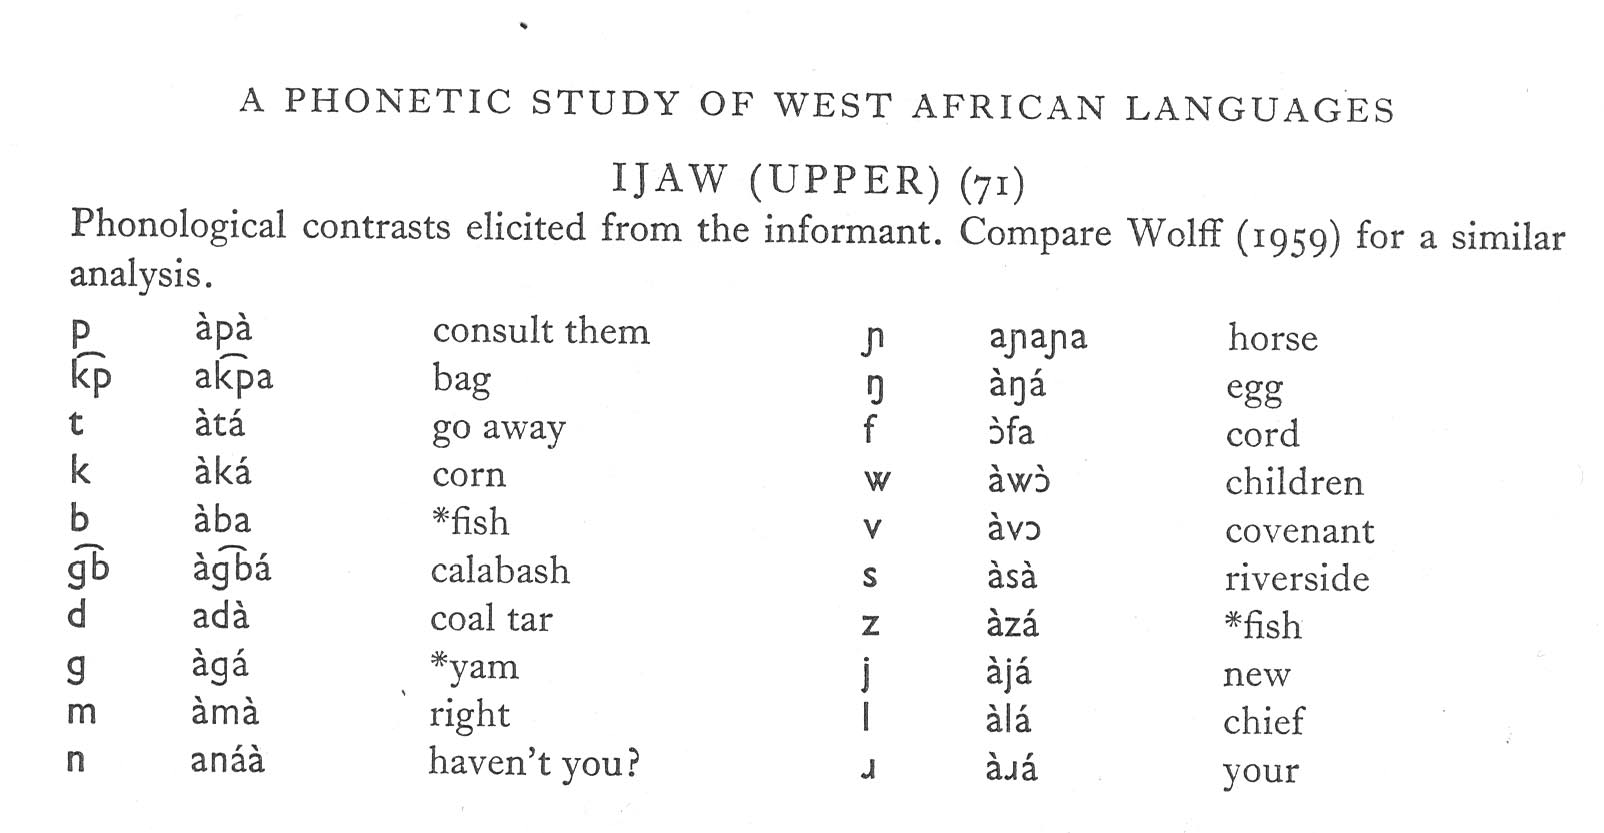 A PHONETIC STUDY OF WEST AFRICAN LANGUAGES
IJAW (UPPER) (71)
Phonological contrasts elicited from the informant. Compare Wolff (1959) for a similar
analysis.
p àpà consult them
k͡p ak͡pa bag
t àtá go away
k àká corn
b àba *fish
g͡b àg͡bá calabash
d adà coal tar
g àgá *yam
m àmà right
n anáà haven't you?
ɲ aɲaɲa horse
ŋ àŋá egg
f ɔ̀fa cord
w àwɔ̀ children
v àvɔ covenant
s àsà riverside
z àzá *fish
j àjá new
l àlá chief
ɹ àɹá your